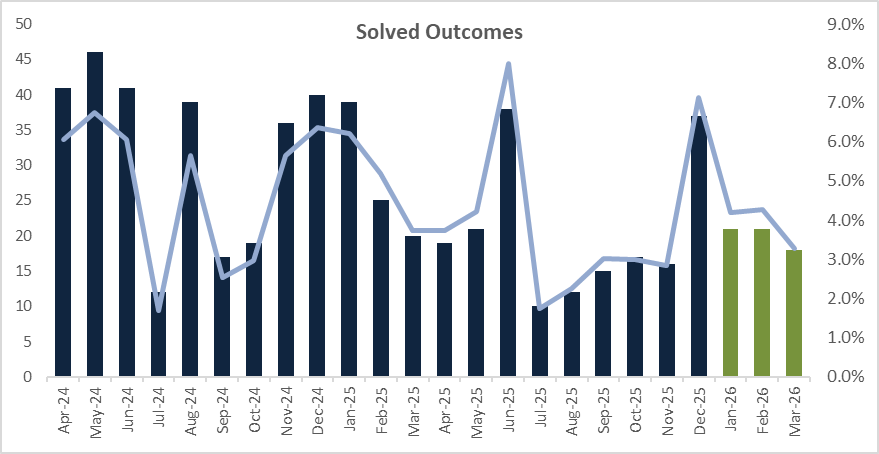 Solved Outcomes
50
45
40
35
30
25
20
15
10
5
0
9.0%
8.0%
7.0%
6.0%
5.0%
4.0%
3.0%
2.0%
1.0%
0.0%
Apr-24
May-24
Jun-24
Jul-24
Aug-24
Sep-24
Oct-24
Nov-24
Dec-24
Jan-25
Feb-25
Mar-25
Apr-25
May-25
Jun-25
Jul-25
Aug-25
Sep-25
Oct-25
Nov-25
Dec-25
Jan-26
Feb-26
Mar-26